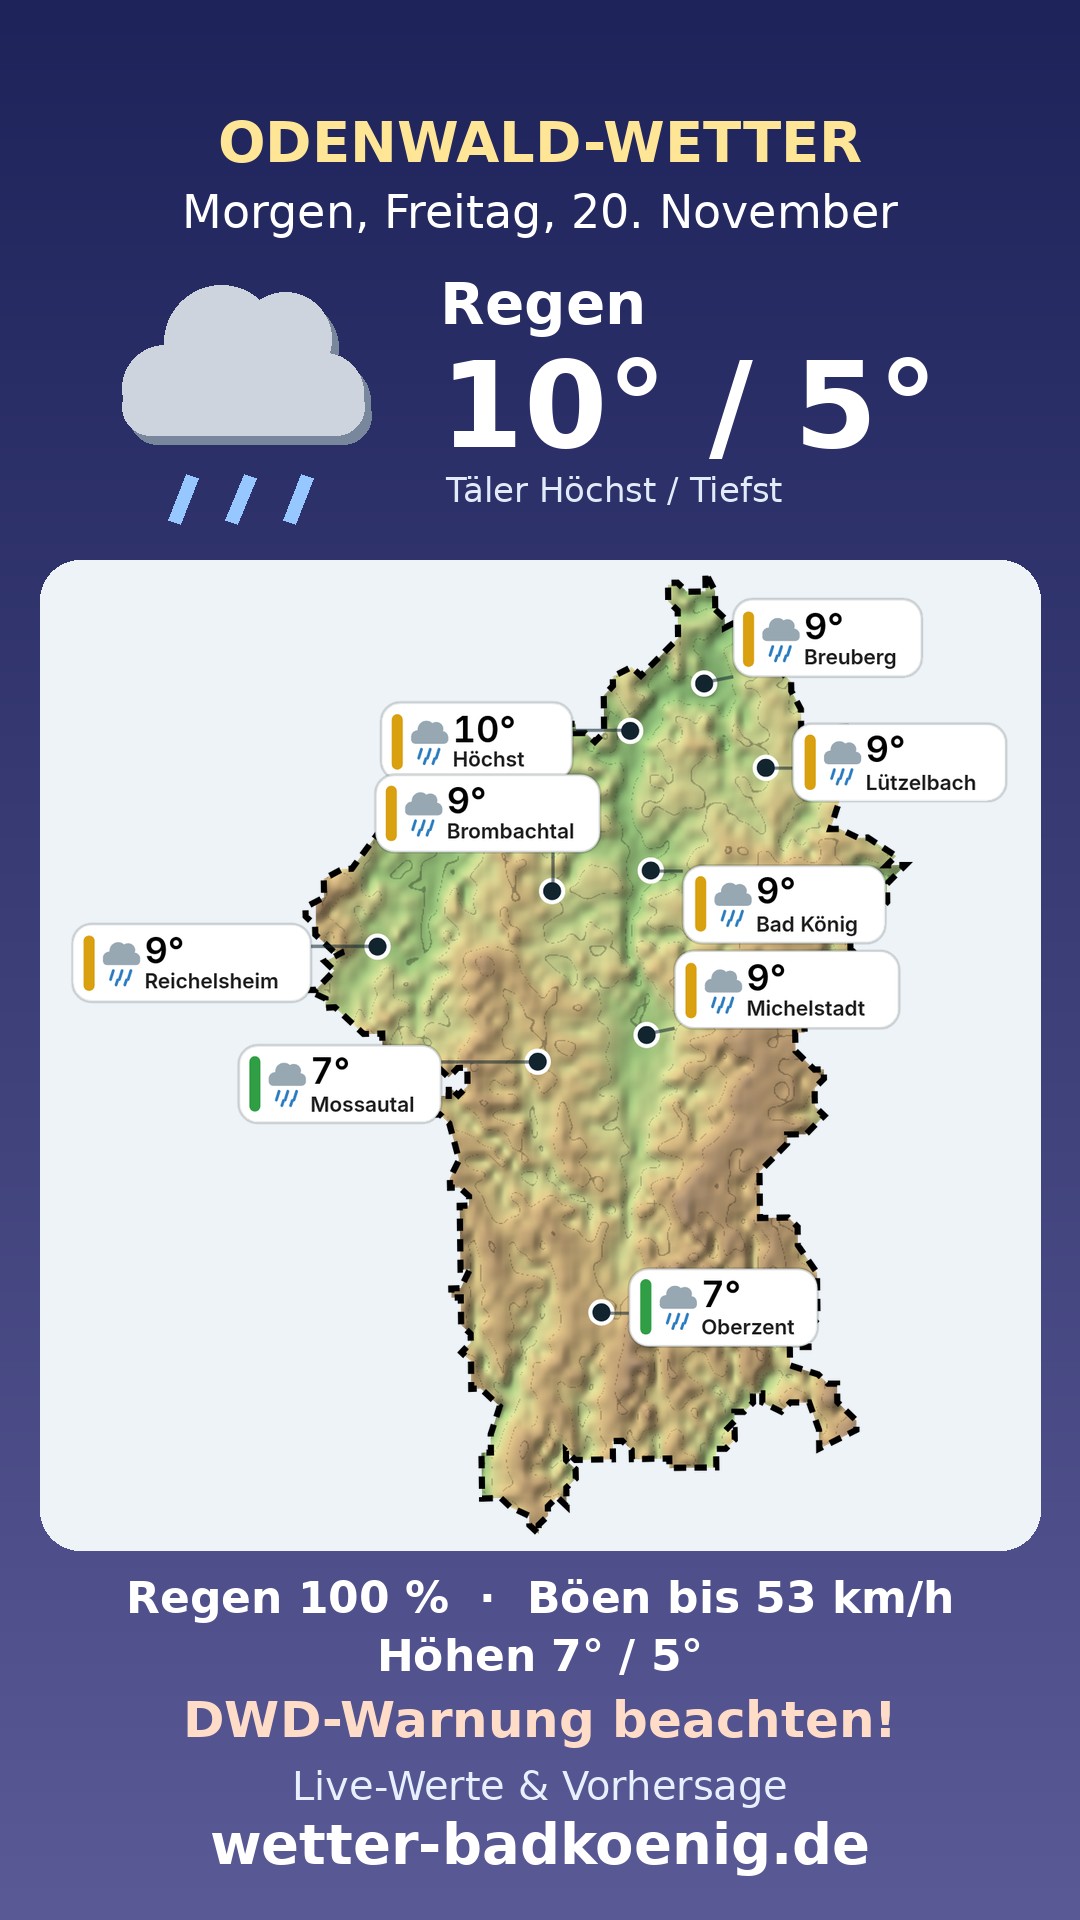 ODENWALD-WETTER
Morgen, Freitag, 20. November
Regen
10° / 5°
Täler Höchst / Tiefst
9°
Breuberg
10°
Höchst
9°
Lützelbach
9°
Brombachtal
9°
Bad König
9°
Reichelsheim
9°
Michelstadt
7°
Mossautal
7°
Oberzent
Regen 100 % · Böen bis 53 km/h
Höhen 7° / 5°
DWD-Warnung beachten!
Live-Werte & Vorhersage
wetter-badkoenig.de